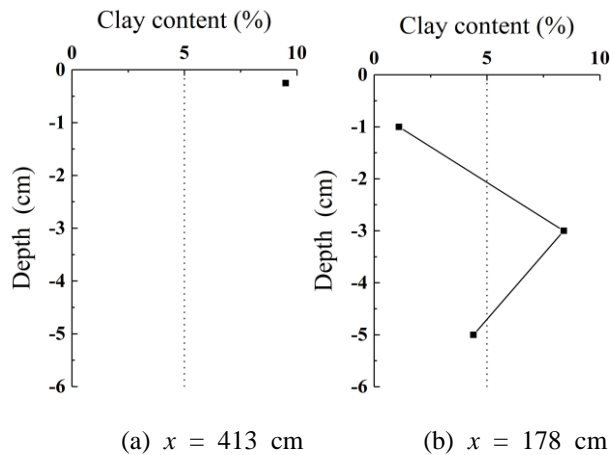 Clay content (%)
0 5 10
0
-1
-2
-3
-4
-5
-6
Depth (cm)
(a) x = 413 cm
Clay content (%)
0 5 10
0
-1
-2
-3
-4
-5
-6
Depth (cm)
(b) x = 178 cm